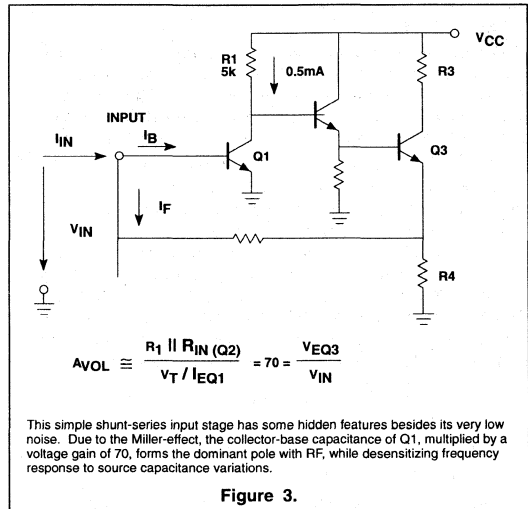 VCC
R1
5k
0.5mA
R3
INPUT
IIN
IB
Q1
Q3
IF
VIN
R4
AVOL ≅ R1 || RIN (Q2) / VT / IEQ1 = 70 = VEQ3 / VIN
This simple shunt-series input stage has some hidden features besides its very low
noise. Due to the Miller-effect, the collector-base capacitance of Q1, multiplied by a
voltage gain of 70, forms the dominant pole with RF, while desensitizing frequency
response to source capacitance variations.
Figure 3.